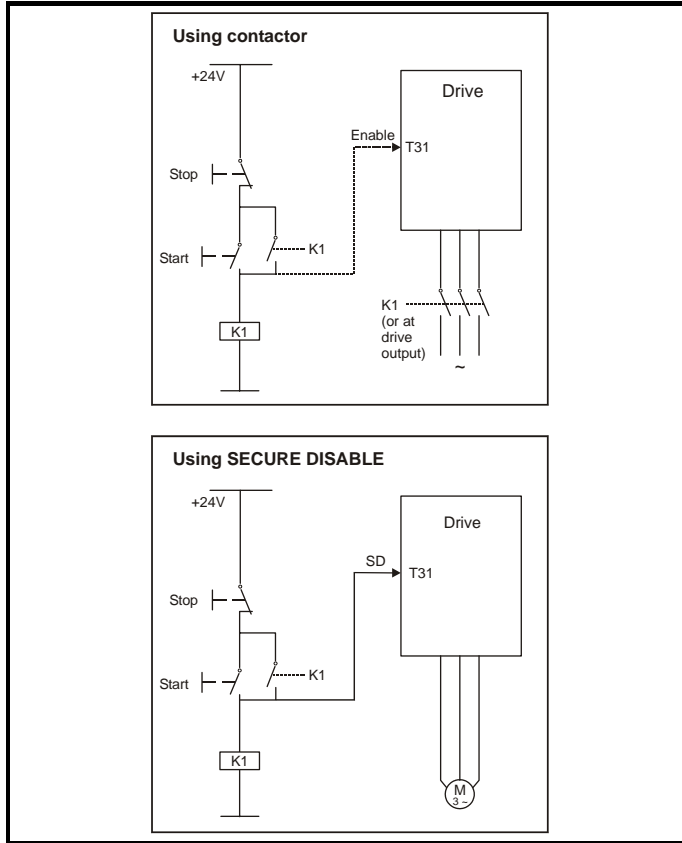 Using contactor
+24V
Drive
Enable
T31
Stop
K1
Start
K1
(or at
drive
output)
K1
~
Using SECURE DISABLE
+24V
Drive
SD
T31
Stop
K1
Start
K1
M
3 ~